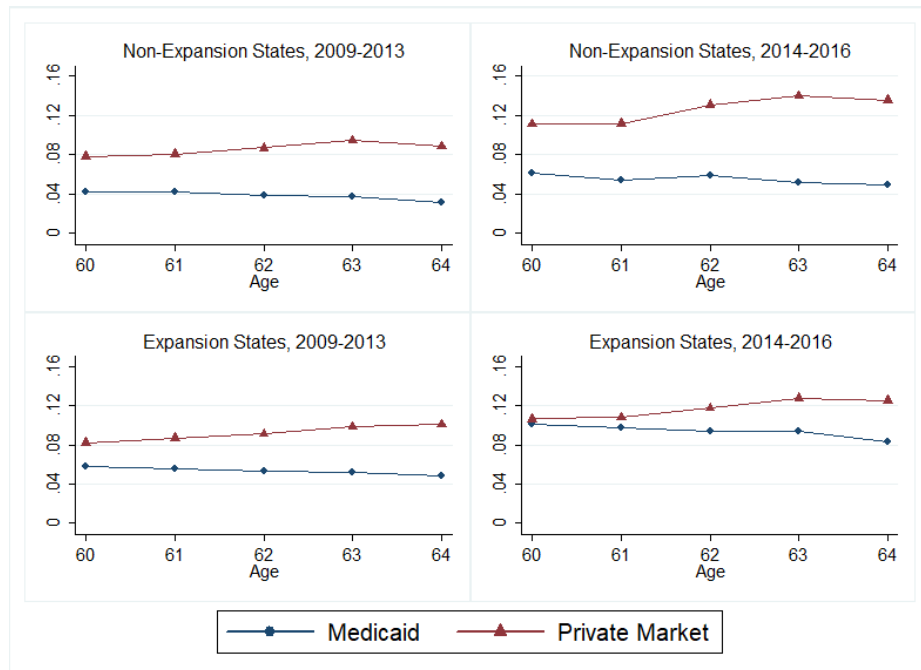 Non-Expansion States, 2009-2013
.16
.12
.08
.04
0
60 61 62 63 64
Age
Non-Expansion States, 2014-2016
.16
.12
.08
.04
0
60 61 62 63 64
Age
Expansion States, 2009-2013
.16
.12
.08
.04
0
60 61 62 63 64
Age
Expansion States, 2014-2016
.16
.12
.08
.04
0
60 61 62 63 64
Age
Medicaid Private Market